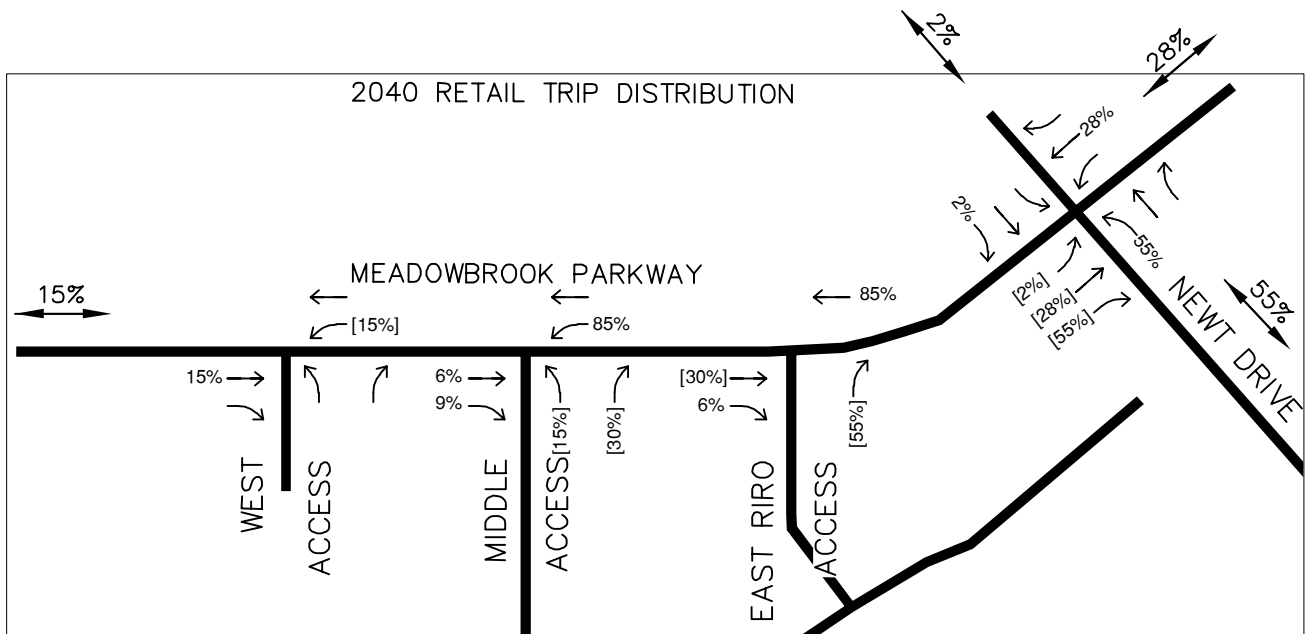 2%
28%
2040 RETAIL TRIP DISTRIBUTION
28%
2%
55%
MEADOWBROOK PARKWAY
[2%]
[28%]
[55%]
NEWT DRIVE
55%
15%
85%
[15%]
85%
15%
6%
[30%]
9%
6%
[15%]
[30%]
[55%]
WEST
ACCESS
MIDDLE
ACCESS
EAST RIRO
ACCESS